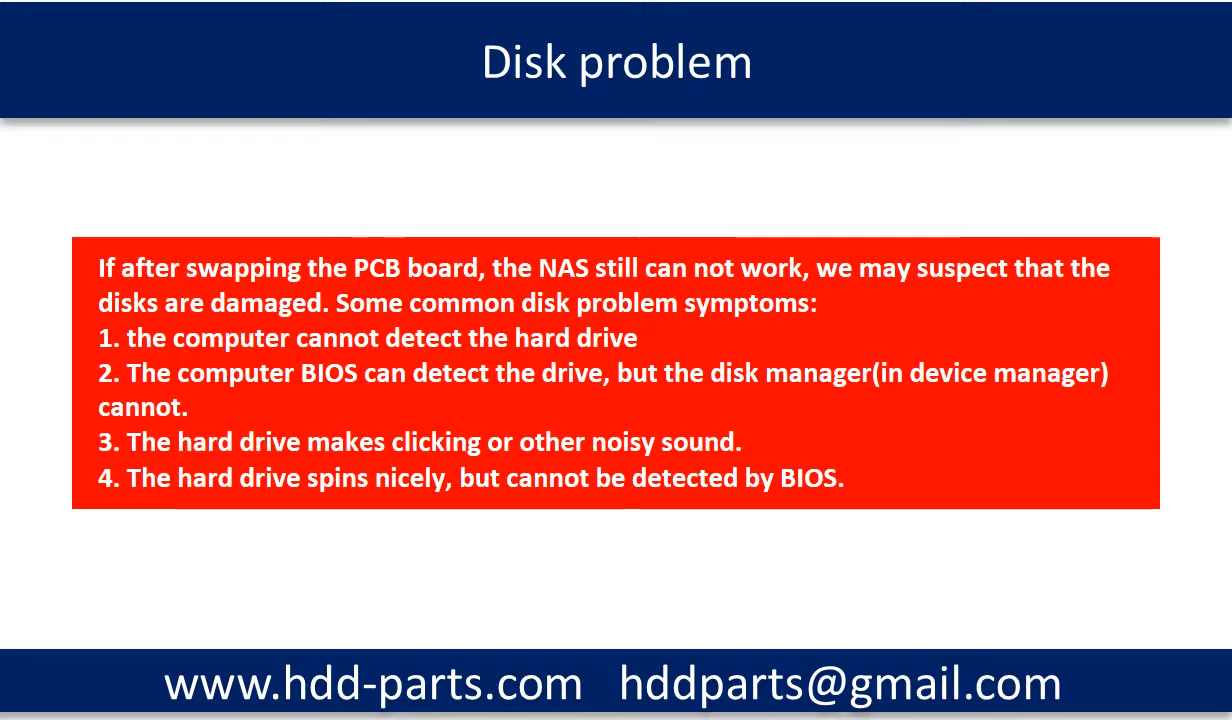 Disk problem
If after swapping the PCB board, the NAS still can not work, we may suspect that the
disks are damaged. Some common disk problem symptoms:
1. the computer cannot detect the hard drive
2. The computer BIOS can detect the drive, but the disk manager(in device manager)
cannot.
3. The hard drive makes clicking or other noisy sound.
4. The hard drive spins nicely, but cannot be detected by BIOS.
www.hdd-parts.com hddparts@gmail.com